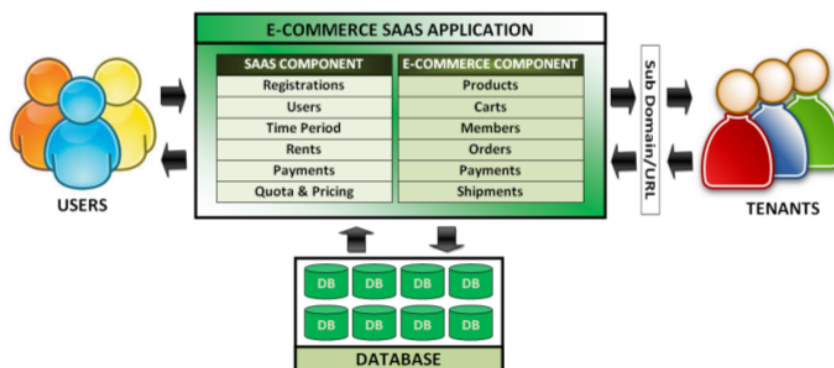 E-COMMERCE SAAS APPLICATION
SAAS COMPONENT E-COMMERCE COMPONENT
Registrations Products
Users Carts
Time Period Members
Rents Orders
Payments Payments
Quota & Pricing Shipments
Sub Domain/URL
USERS
TENANTS
DB DB DB DB
DB DB DB DB
DATABASE